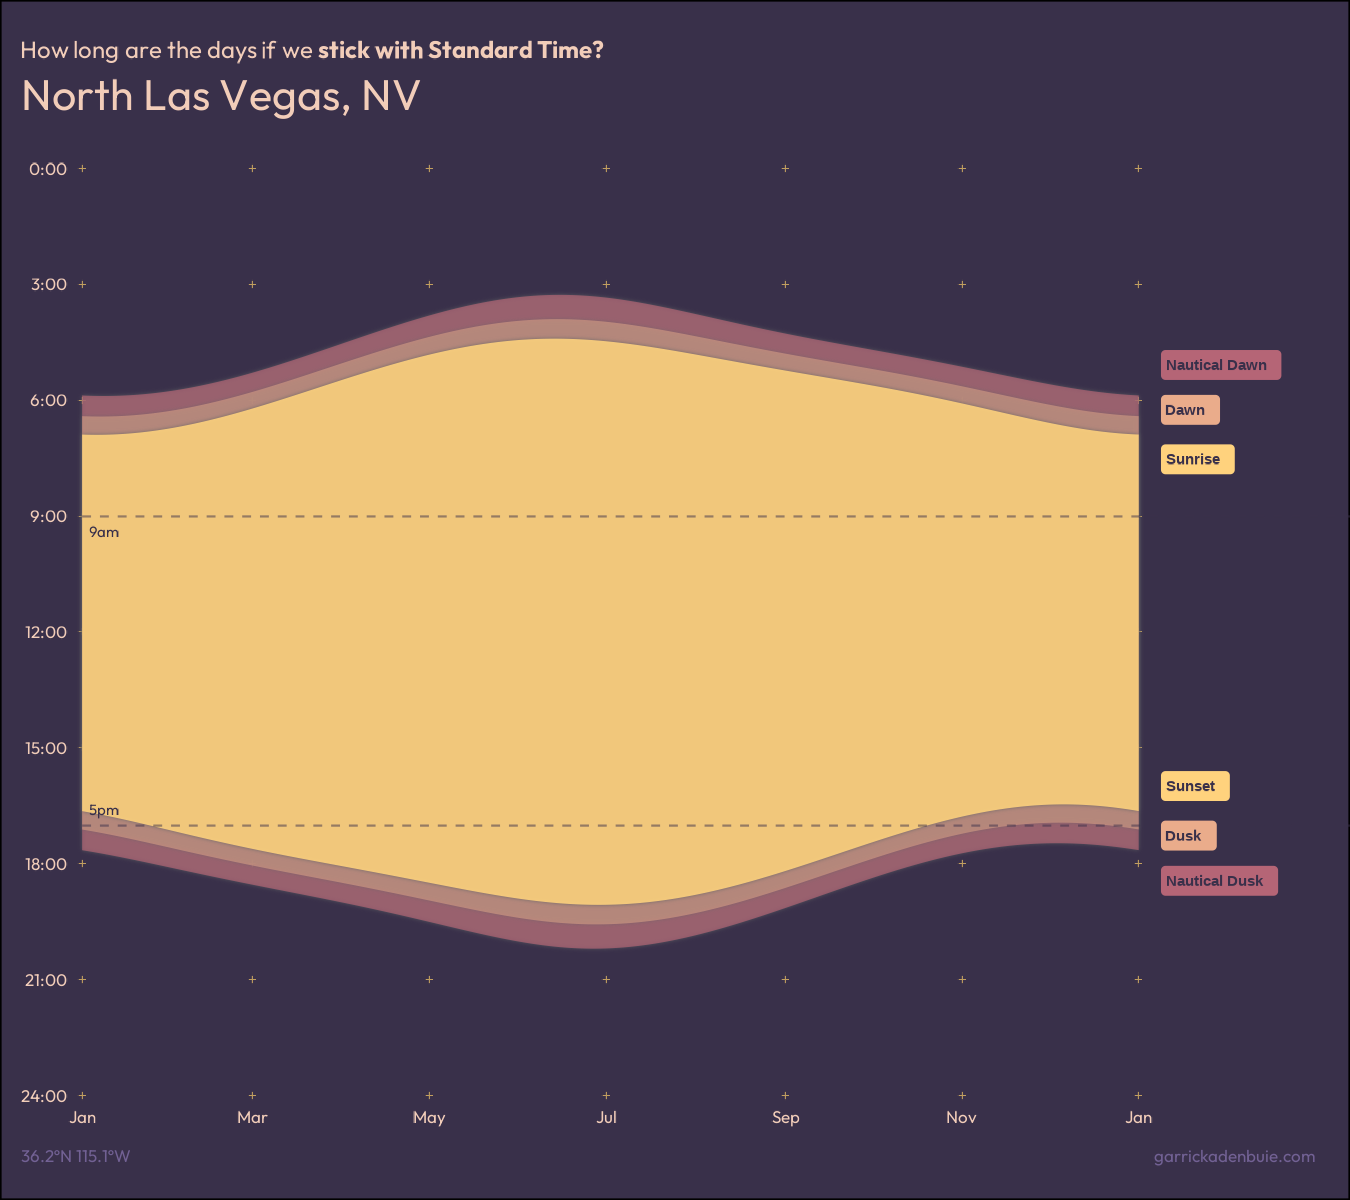 How long are the days if we stick with Standard Time?
North Las Vegas, NV
0:00
3:00
Nautical Dawn
6:00
Dawn
Sunrise
9:00
9am
12:00
15:00
Sunset
5pm
Dusk
18:00
Nautical Dusk
21:00
24:00
Jan Mar May Jul Sep Nov Jan
36.2°N 115.1°W
garrickadenbuie.com